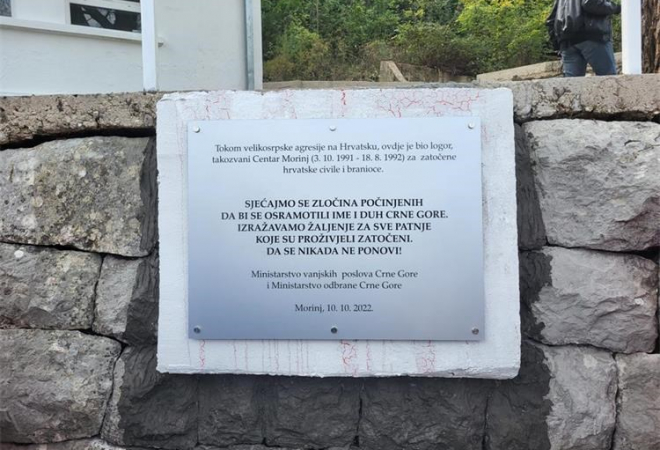 Tokom velikosrpske agresije na Hrvatsku, ovdje je bio logor,
takozvani Centar Morinj (3. 10. 1991 - 18. 8. 1992) za zatočene
hrvatske civile i branioce.
SJEĆAJMO SE ZLOČINA POČINJENIH
DA BI SE OSRAMOTILI IME I DUH CRNE GORE.
IZRAŽAVAMO ŽALJENJE ZA SVE PATNJE
KOJE SU PROŽIVJELI ZATOČENI.
DA SE NIKADA NE PONOVI!
Ministarstvo vanjskih poslova Crne Gore
i Ministarstvo odbrane Crne Gore
Morinj, 10. 10. 2022.